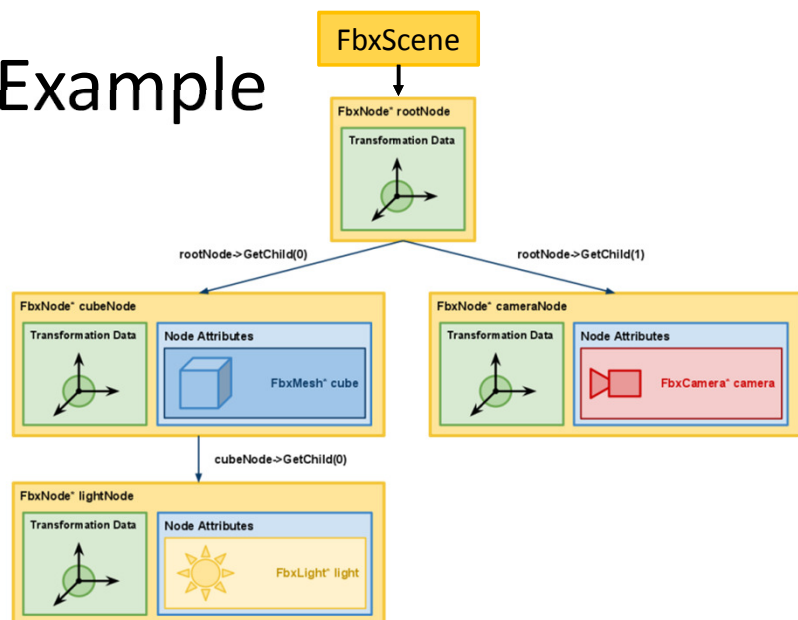 FbxScene
Example
FbxNode* rootNode
Transformation Data
rootNode->GetChild(0)
rootNode->GetChild(1)
FbxNode* cubeNode
Transformation Data
Node Attributes
FbxMesh* cube
FbxNode* cameraNode
Transformation Data
Node Attributes
FbxCamera* camera
cubeNode->GetChild(0)
FbxNode* lightNode
Transformation Data
Node Attributes
FbxLight* light